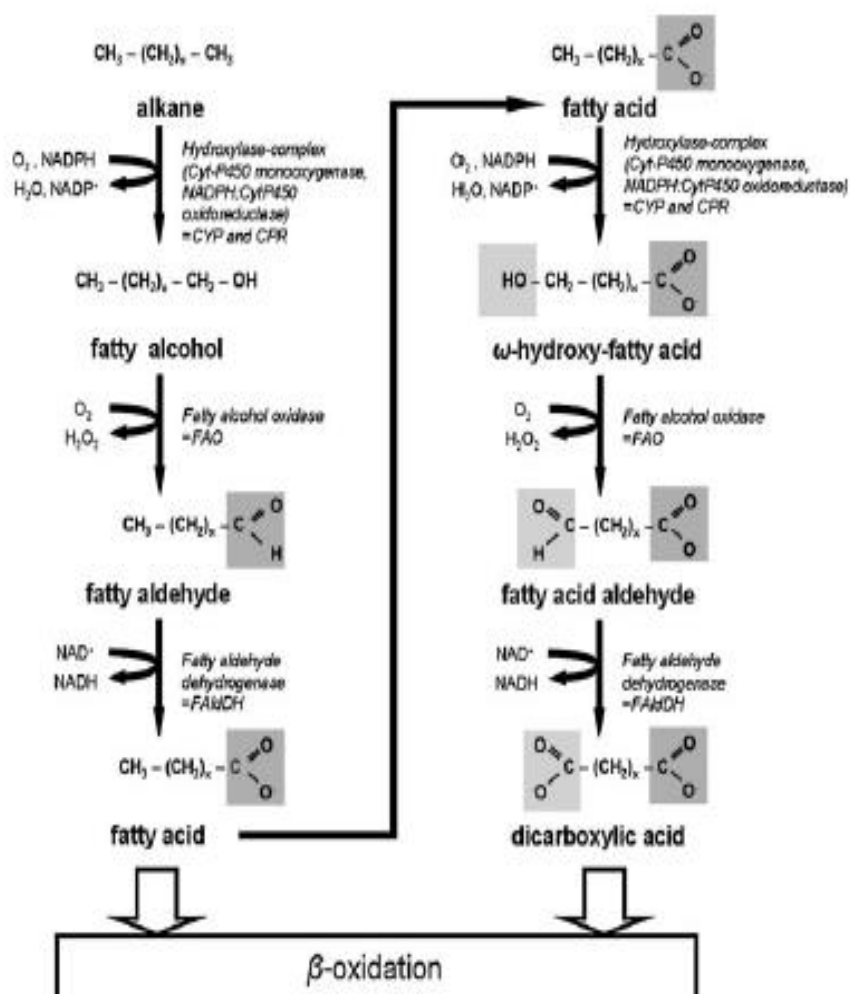 CH₃ – (CH₂)ₓ – CH₃
alkane
O₂ , NADPH
H₂O, NADP⁺
Hydroxylase-complex
(Cyt-P450 monooxygenase,
NADPH:CytP450
oxidoreductase)
=CYP and CPR
CH₃ – (CH₂)ₓ – CH₂ – OH
fatty alcohol
O₂
H₂O₂
Fatty alcohol oxidase
=FAO
O
CH₃ – (CH₂)ₓ – C
H
fatty aldehyde
NAD⁺
NADH
Fatty aldehyde
dehydrogenase
=FAldDH
O
CH₃ – (CH₂)ₓ – C
O
fatty acid
O
CH₃ – (CH₂)ₓ – C
O⁻
fatty acid
O₂, NADPH
H₂O, NADP⁺
Hydroxylase-complex
(Cyt-P450 monooxygenase,
NADPH:CytP450 oxidoreductase)
=CYP and CPR
O
HO – CH₂ – (CH₂)ₓ – C
O⁻
ω-hydroxy-fatty acid
O₂
H₂O₂
Fatty alcohol oxidase
=FAO
O O
C – (CH₂)ₓ – C
H O
fatty acid aldehyde
NAD⁺
NADH
Fatty aldehyde
dehydrogenase
=FAldDH
O O
C – (CH₂)ₓ – C
O O⁻
dicarboxylic acid
β-oxidation